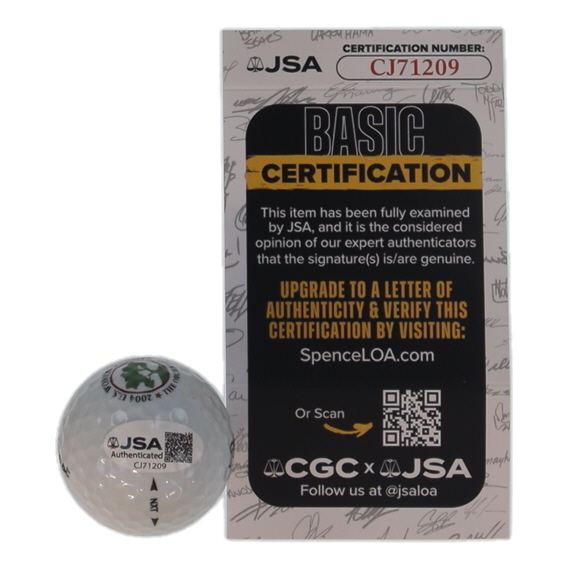 JSA
CERTIFICATION NUMBER:
CJ71209
BASIC
CERTIFICATION
This item has been fully examined
by JSA, and it is the considered
opinion of our expert authenticators
that the signature(s) is/are genuine.
UPGRADE TO A LETTER OF
AUTHENTICITY & VERIFY THIS
CERTIFICATION BY VISITING:
SpenceLOA.com
Or Scan
CGC x JSA
Follow us at @jsaloa
2004 U.S.
JSA
Authenticated
CJ71209
NXT